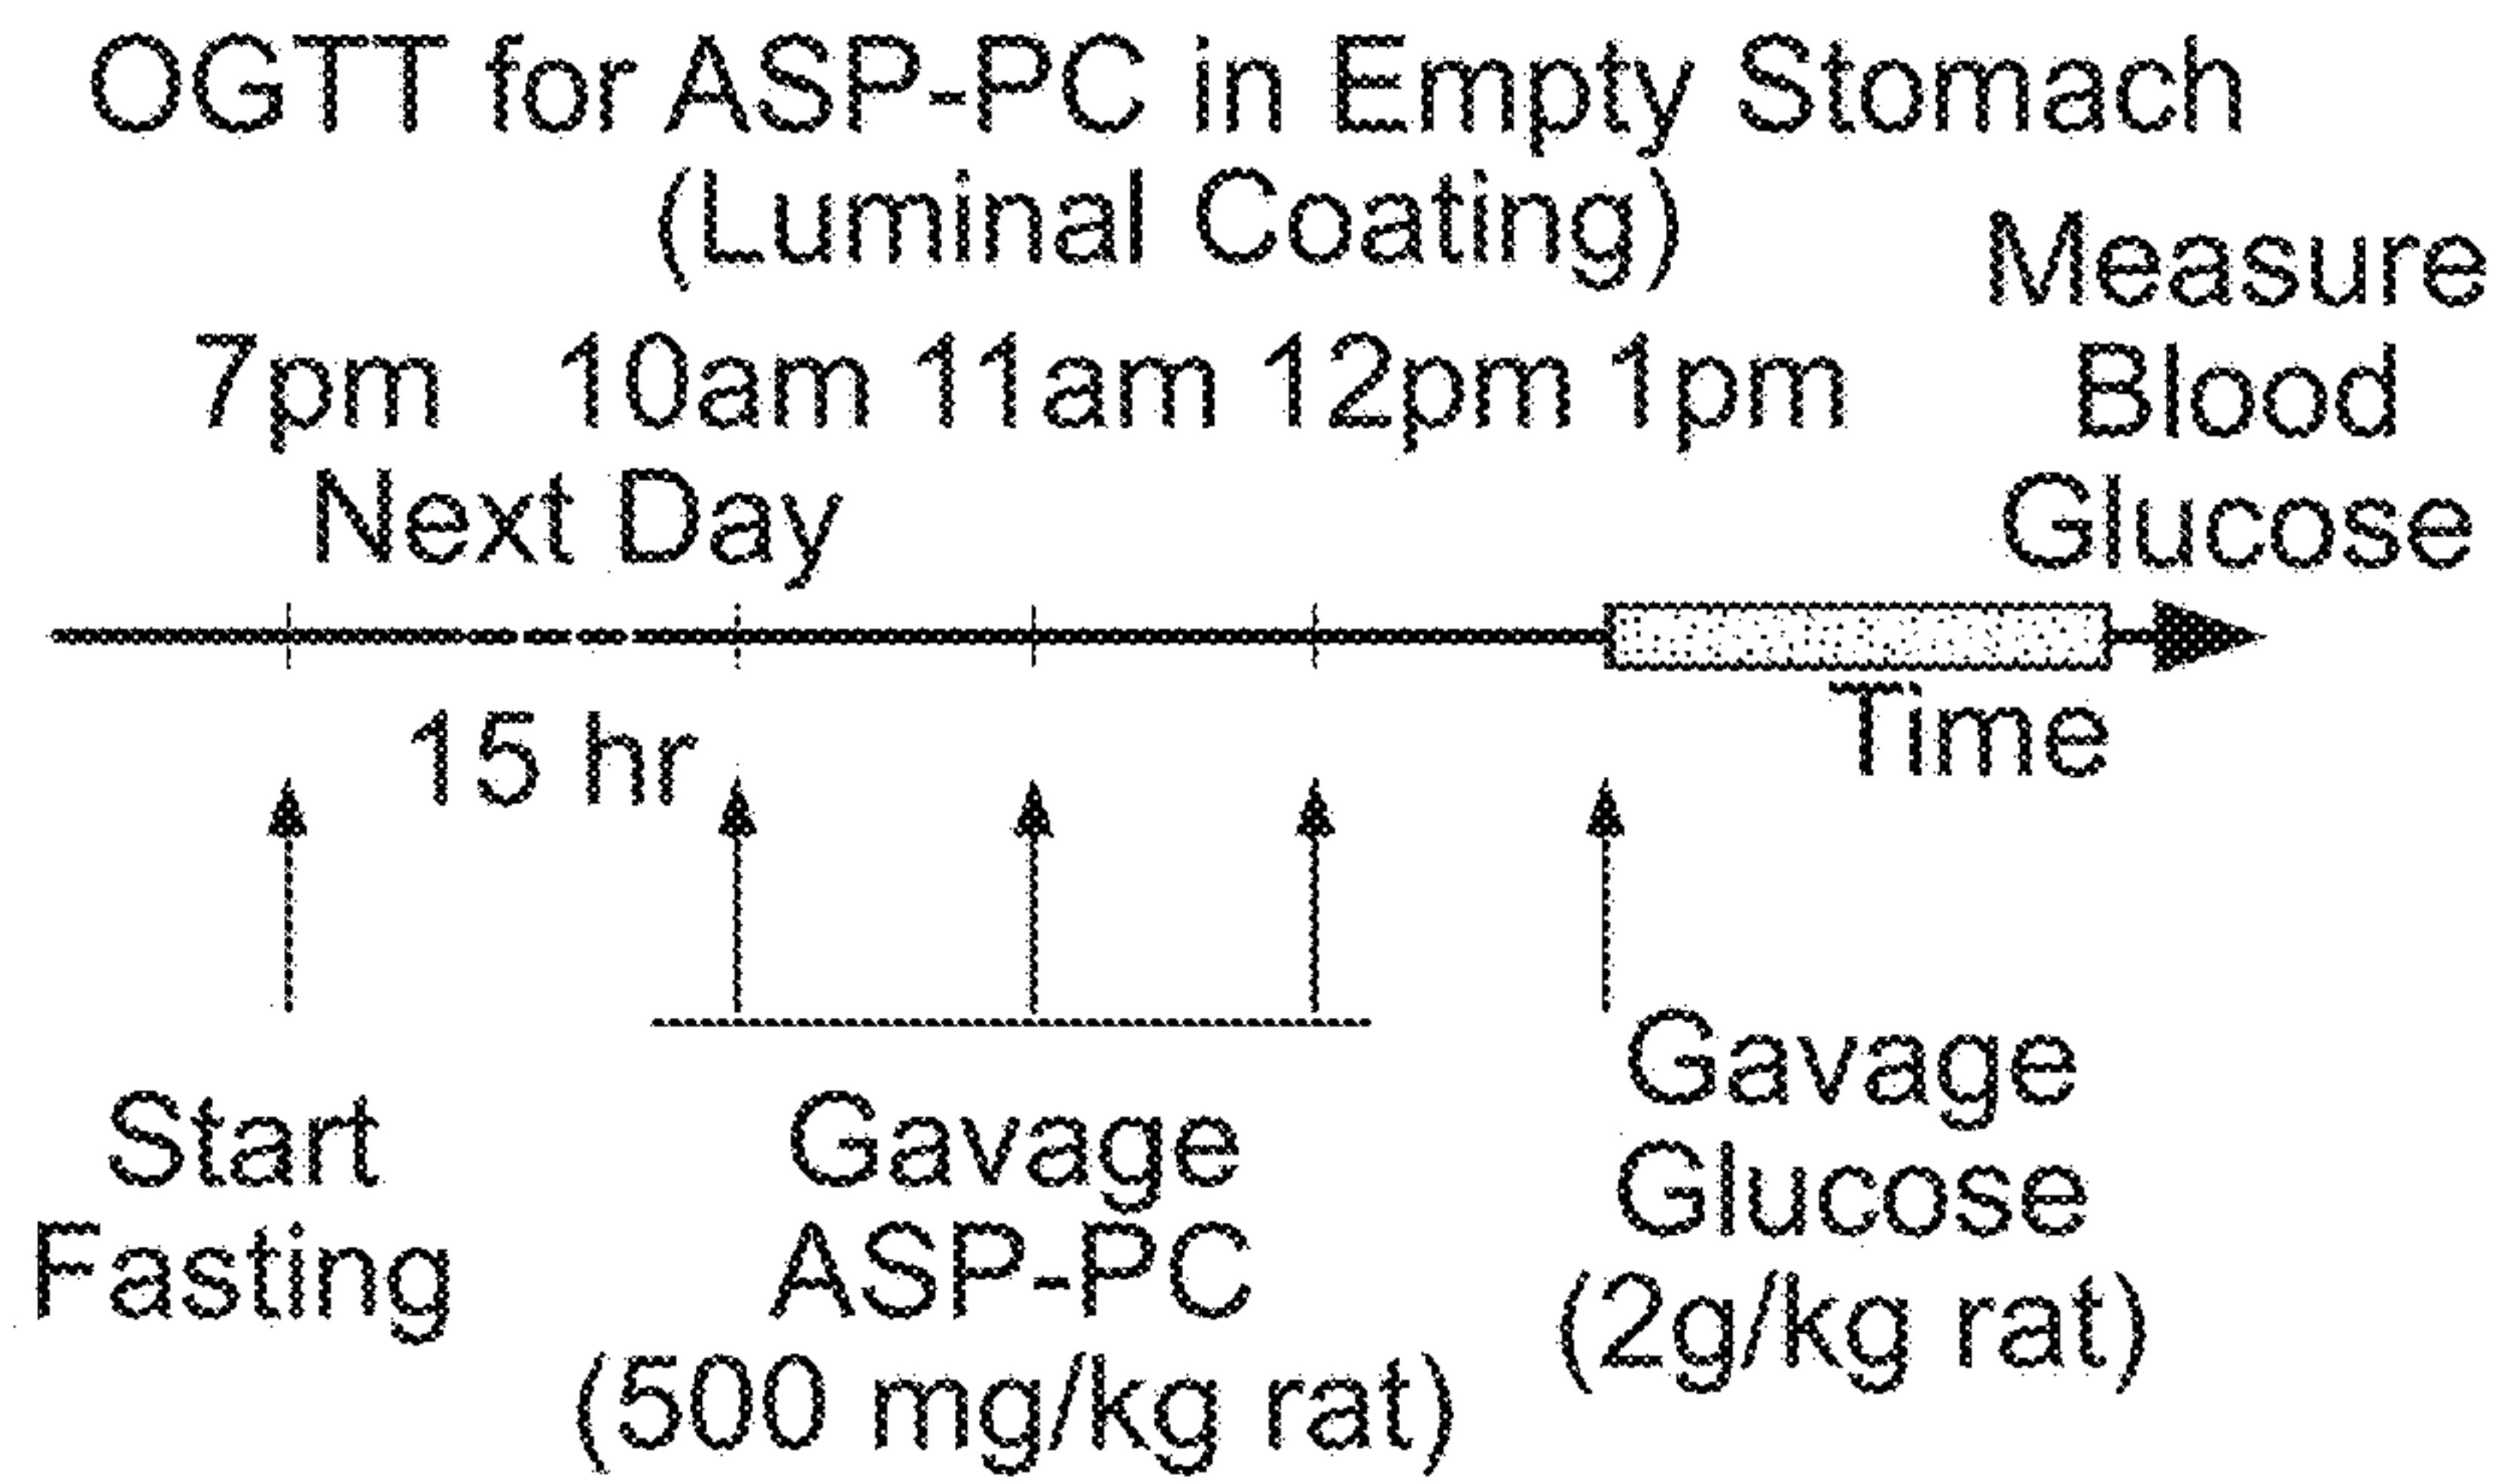 OGTT for ASP-PC in Empty Stomach
(Luminal Coating)
7pm 10am 11am 12pm 1pm
Next Day
Measure
Blood
Glucose
15 hr
Time
Start
Fasting
Gavage
ASP-PC
(500 mg/kg rat)
Gavage
Glucose
(2g/kg rat)